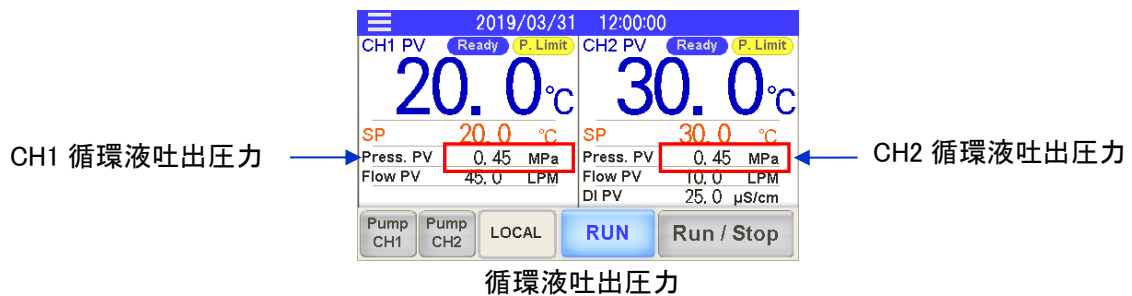 2019/03/31 12:00:00
CH1 PV Ready P. Limit
20.0℃
SP 20.0 ℃
Press. PV 0.45 MPa
Flow PV 45.0 LPM
CH2 PV Ready P. Limit
30.0℃
SP 30.0 ℃
Press. PV 0.45 MPa
Flow PV 10.0 LPM
DI PV 25.0 μS/cm
CH1 循環液吐出圧力
CH2 循環液吐出圧力
Pump
CH1
Pump
CH2
LOCAL
RUN
Run / Stop
循環液吐出圧力